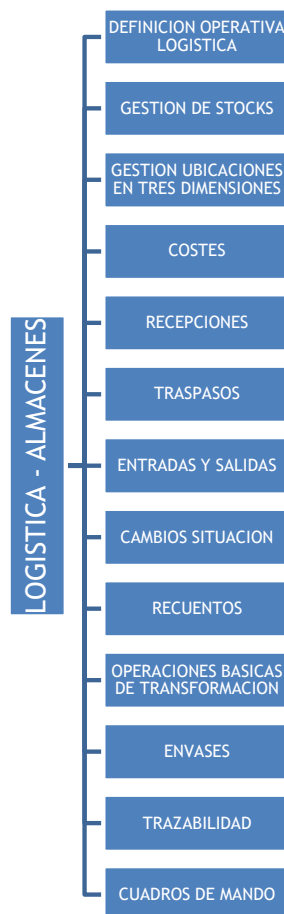 LOGISTICA - ALMACENES
DEFINICION OPERATIVA
LOGISTICA
GESTION DE STOCKS
GESTION UBICACIONES
EN TRES DIMENSIONES
COSTES
RECEPCIONES
TRASPASOS
ENTRADAS Y SALIDAS
CAMBIOS SITUACION
RECUENTOS
OPERACIONES BASICAS
DE TRANSFORMACION
ENVASES
TRAZABILIDAD
CUADROS DE MANDO